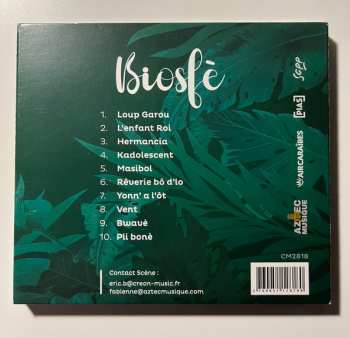 Biosfè
1. Loup Garou
2. L'enfant Roi
3. Hermancia
4. Kadolescent
5. Masibol
6. Rêverie bô d'lo
7. Yonn' a l'ôt
8. Vent
9. Bwavè
10. Pli bonè
Contact Scène :
eric.b@creon-music.fr
fabienne@aztecmusique.com
[PIAS]
AIRCARAÏBES
AZTEC
MUSIQUE
CM2818